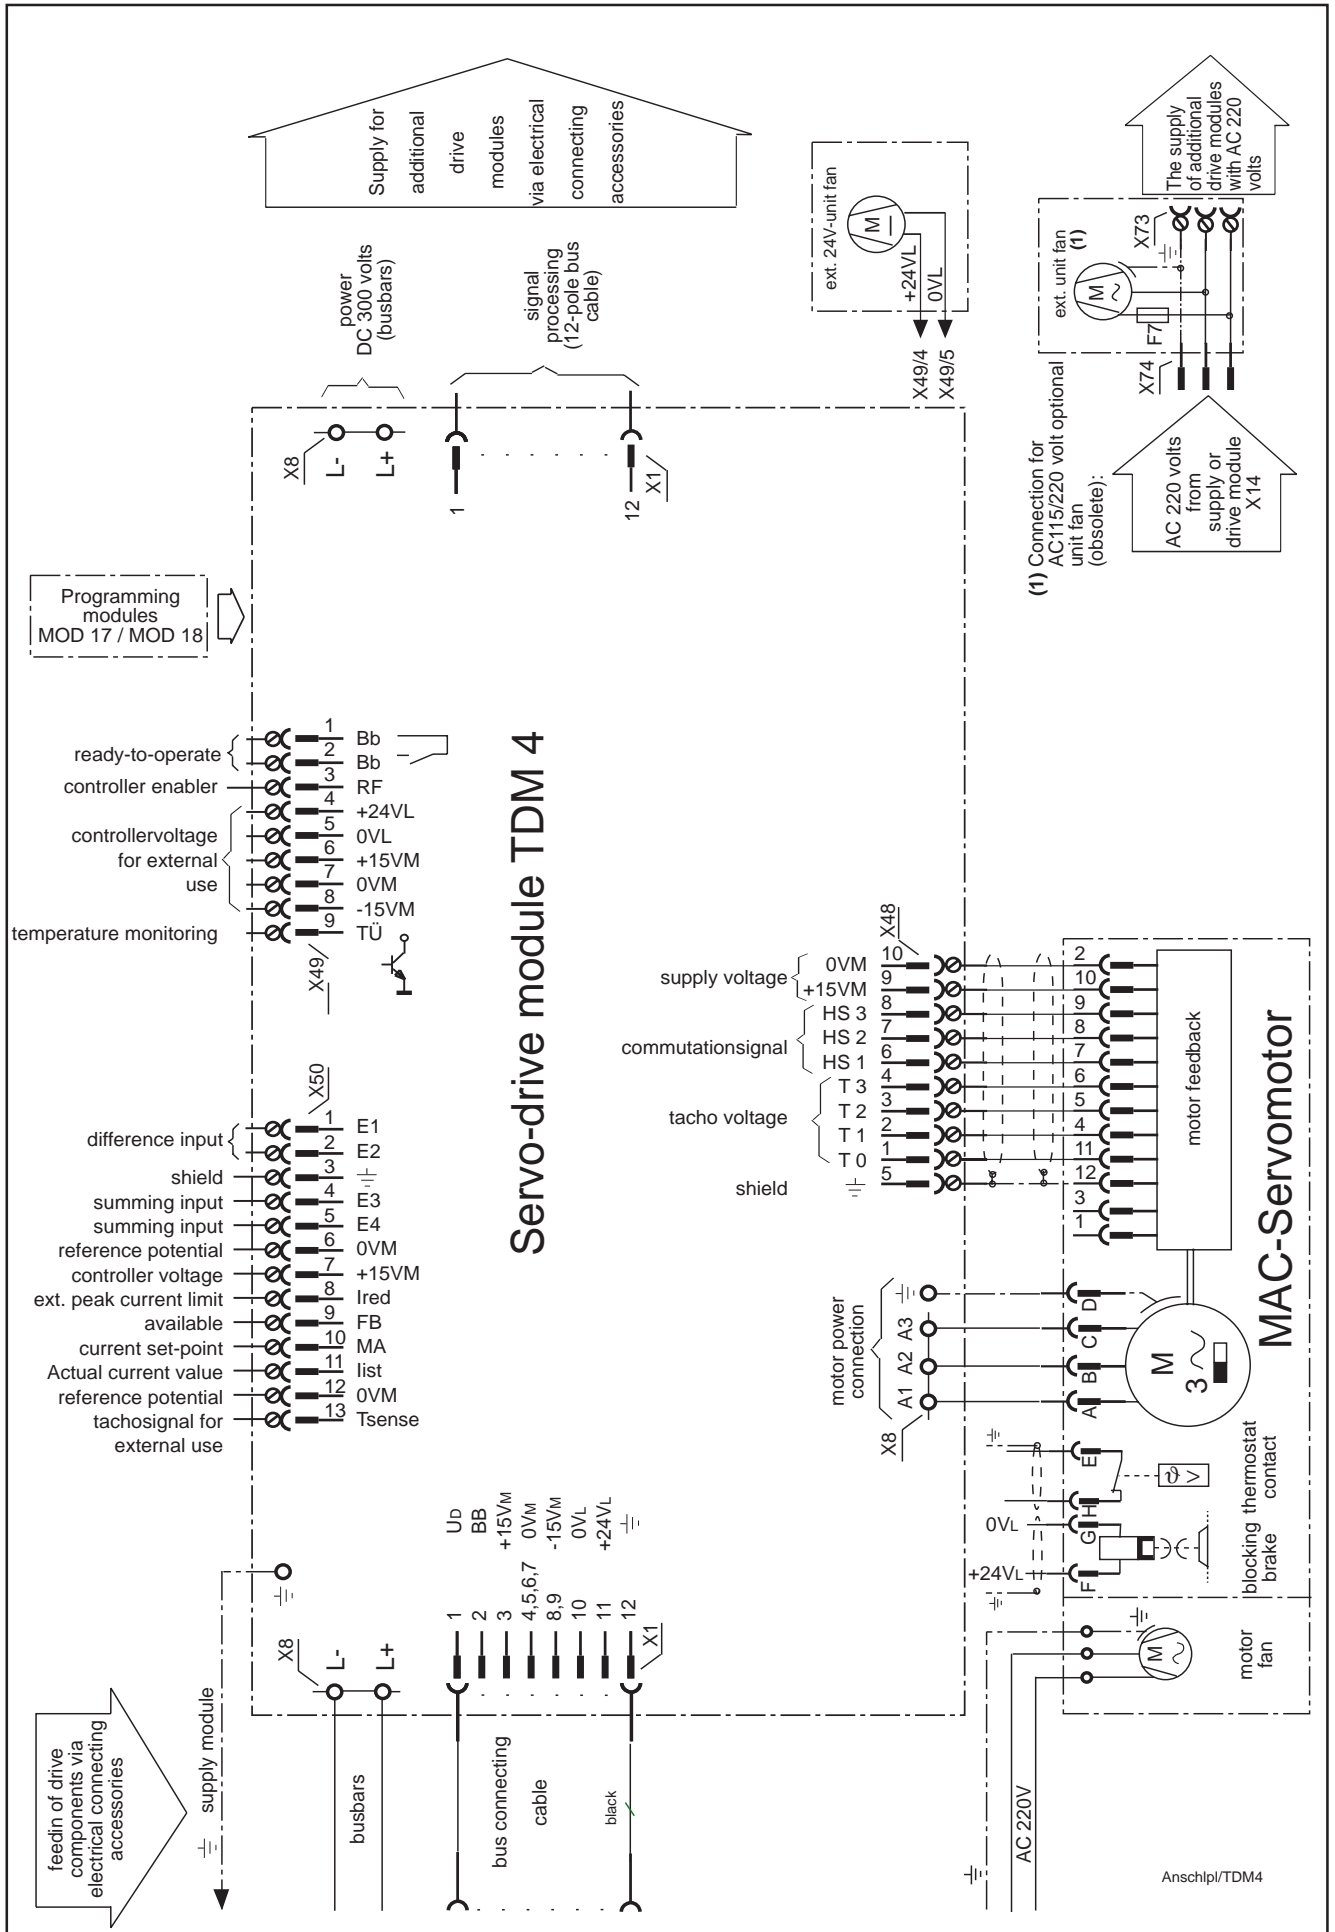 Supply for
additional
drive
modules
via electrical
connecting
accessories
The supply
of additional
drive modules
with AC 220
volts
power
DC 300 volts
(busbars)
signal
processing
(12-pole bus
cable)
ext. 24V-unit fan
M
+24VL
0VL
X49/4
X49/5
ext. unit fan
(1)
M
F7
X73
X74
(1) Connection for
AC115/220 volt optional
unit fan
(obsolete):
AC 220 volts
from
supply or
drive module
X14
X8
L-
L+
1
12
X1
Programming
modules
MOD 17 / MOD 18
Servo-drive module TDM 4
ready-to-operate
1 Bb
2 Bb
controller enabler 3 RF
controllervoltage
for external
use
4 +24VL
5 0VL
6 +15VM
7 0VM
8 -15VM
temperature monitoring 9 TÜ
X49
X50
difference input
1 E1
2 E2
shield 3
summing input 4 E3
summing input 5 E4
reference potential 6 0VM
controller voltage 7 +15VM
ext. peak current limit 8 Ired
available 9 FB
current set-point 10 MA
Actual current value 11 Iist
reference potential 12 0VM
tachosignal for 13 Tsense
external use
X48
supply voltage
0VM 10 2
+15VM 9 10
commutationsignal
HS 3 8 9
HS 2 7 8
HS 1 6 7
tacho voltage
T 3 4 6
T 2 3 5
T 1 2 4
T 0 1 11
shield 5 12
3
1
motor feedback
MAC-Servomotor
motor power
connection
X8
A1
A2
A3
D
C
B
A
M
3
E
H
G
F
0VL
+24VL
ϑ >
thermostat
contact
blocking
brake
motor
fan
M
AC 220V
UD
BB
+15VM
0VM
-15VM
0VL
+24VL
1
2
3
4,5,6,7
8,9
10
11
12
X1
X8
L-
L+
feedin of drive
components via
electrical connecting
accessories
supply module
busbars
bus connecting
cable
black
Anschlpl/TDM4